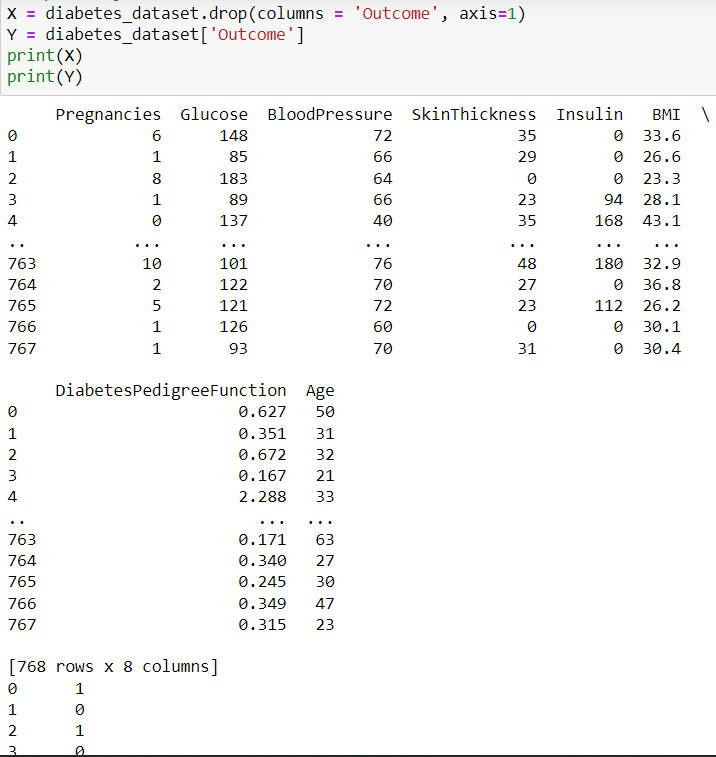 X = diabetes_dataset.drop(columns = 'Outcome', axis=1)
Y = diabetes_dataset['Outcome']
print(X)
print(Y)
     Pregnancies  Glucose  BloodPressure  SkinThickness  Insulin   BMI  \
0              6      148             72             35        0  33.6
1              1       85             66             29        0  26.6
2              8      183             64              0        0  23.3
3              1       89             66             23       94  28.1
4              0      137             40             35      168  43.1
..           ...      ...            ...            ...      ...   ...
763           10      101             76             48      180  32.9
764            2      122             70             27        0  36.8
765            5      121             72             23      112  26.2
766            1      126             60              0        0  30.1
767            1       93             70             31        0  30.4
     DiabetesPedigreeFunction  Age
0                       0.627   50
1                       0.351   31
2                       0.672   32
3                       0.167   21
4                       2.288   33
..                        ...  ...
763                     0.171   63
764                     0.340   27
765                     0.245   30
766                     0.349   47
767                     0.315   23
[768 rows x 8 columns]
0      1
1      0
2      1
3      0